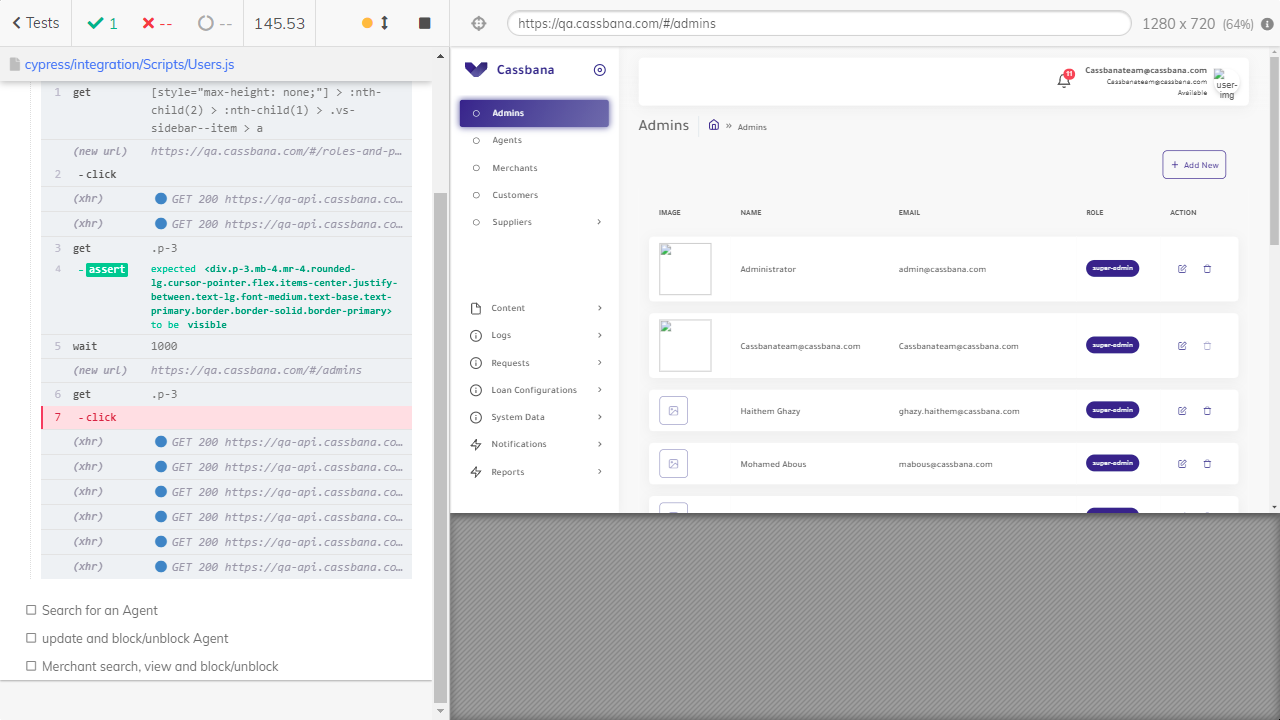 Tests
1
--
--
145.53
https://qa.cassbana.com/#/admins
1280 x 720 (64%)
cypress/integration/Scripts/Users.js
1 get [style="max-height: none;"] > :nth-
child(2) > :nth-child(1) > .vs-
sidebar--item > a
(new url) https://qa.cassbana.com/#/roles-and-p…
2 -click
(xhr) GET 200 https://qa-api.cassbana.co…
(xhr) GET 200 https://qa-api.cassbana.co…
3 get .p-3
4 -assert expected <div.p-3.mb-4.mr-4.rounded-
lg.cursor-pointer.flex.items-center.justify-
between.text-lg.font-medium.text-base.text-
primary.border.border-solid.border-primary>
to be visible
5 wait 1000
(new url) https://qa.cassbana.com/#/admins
6 get .p-3
7 -click
(xhr) GET 200 https://qa-api.cassbana.co…
(xhr) GET 200 https://qa-api.cassbana.co…
(xhr) GET 200 https://qa-api.cassbana.co…
(xhr) GET 200 https://qa-api.cassbana.co…
(xhr) GET 200 https://qa-api.cassbana.co…
(xhr) GET 200 https://qa-api.cassbana.co…
Search for an Agent
update and block/unblock Agent
Merchant search, view and block/unblock
Cassbana
Admins
Agents
Merchants
Customers
Suppliers
Content
Logs
Requests
Loan Configurations
System Data
Notifications
Reports
11
Cassbanateam@cassbana.com
Cassbanateam@cassbana.com
Available
user-
img
Admins
» Admins
+ Add New
IMAGE NAME EMAIL ROLE ACTION
Administrator admin@cassbana.com super-admin
Cassbanateam@cassbana.com Cassbanateam@cassbana.com super-admin
Haithem Ghazy ghazy.haithem@cassbana.com super-admin
Mohamed Abous mabous@cassbana.com super-admin
super-admin